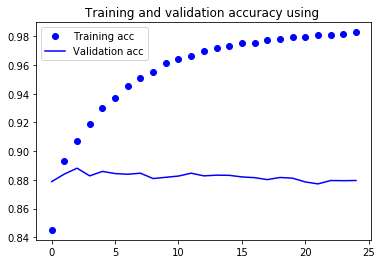 Training and validation accuracy using
Training acc
Validation acc
0.98
0.96
0.94
0.92
0.90
0.88
0.86
0.84
0 5 10 15 20 25